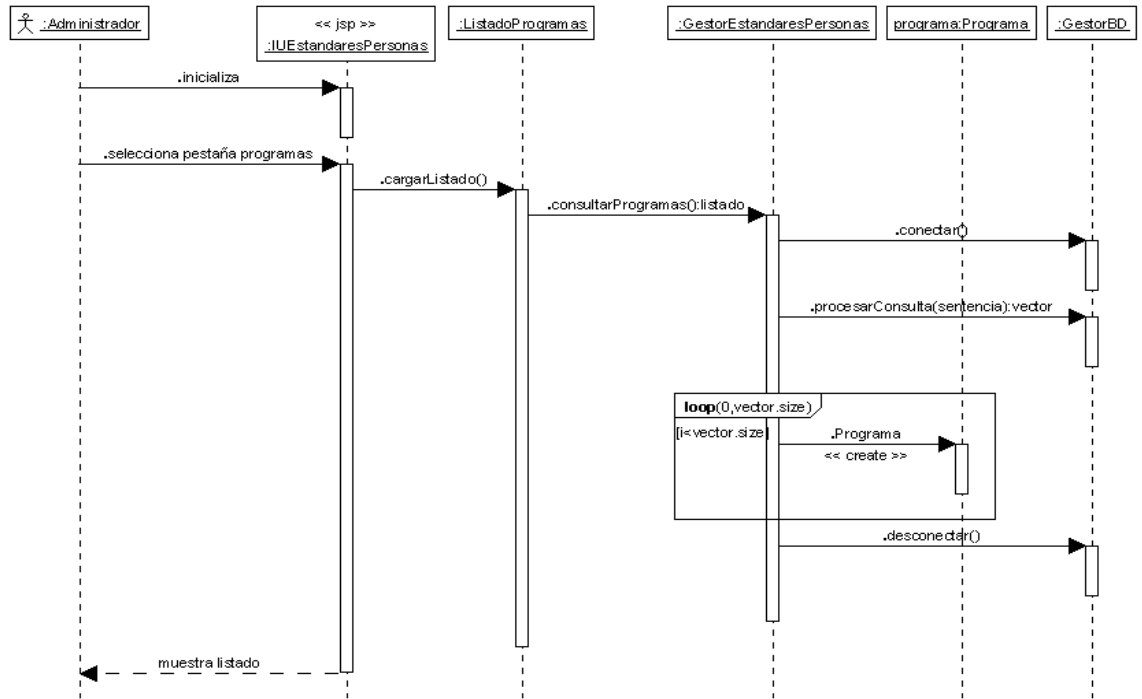 :Administrador
<< jsp >>
:IUEstandaresPersonas
:ListadoProgramas
:GestorEstandaresPersonas
programa:Programa
:GestorBD
.inicializa
.selecciona pestaña programas
.cargarListado()
.consultarProgramas():listado
.conectar()
.procesarConsulta(sentencia):vector
loop(0,vector.size)
[i<vector.size]
.Programa
<< create >>
.desconectar()
muestra listado